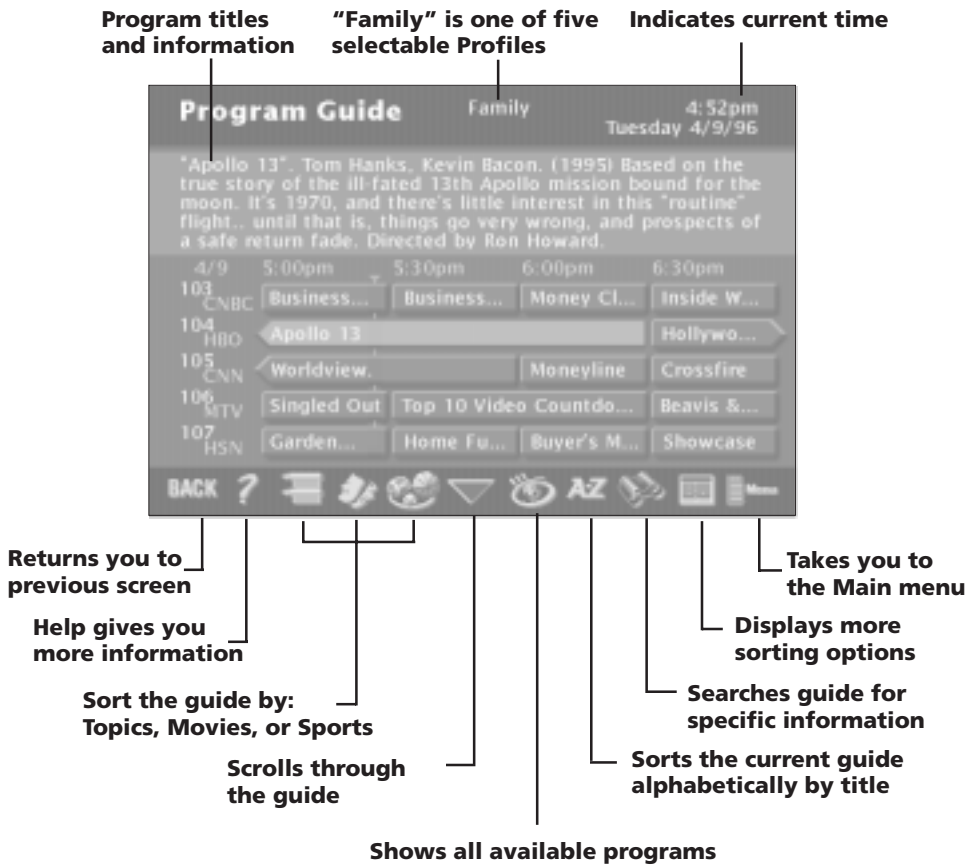 Program titles
and information
“Family” is one of five
selectable Profiles
Indicates current time
Program Guide
Family
4:52pm
Tuesday 4/9/96
"Apollo 13". Tom Hanks, Kevin Bacon. (1995) Based on the
true story of the ill-fated 13th Apollo mission bound for the
moon. It's 1970, and there's little interest in this "routine"
flight.. until that is, things go very wrong, and prospects of
a safe return fade. Directed by Ron Howard.
4/9 5:00pm 5:30pm 6:00pm 6:30pm
103 CNBC Business... Business... Money Cl... Inside W...
104 HBO Apollo 13 Hollywo...
105 CNN Worldview. Moneyline Crossfire
106 MTV Singled Out Top 10 Video Countdo... Beavis &...
107 HSN Garden... Home Fu... Buyer's M... Showcase
BACK ? A-Z Menu
Returns you to
previous screen
Takes you to
the Main menu
Help gives you
more information
Displays more
sorting options
Sort the guide by:
Topics, Movies, or Sports
Searches guide for
specific information
Scrolls through
the guide
Sorts the current guide
alphabetically by title
Shows all available programs